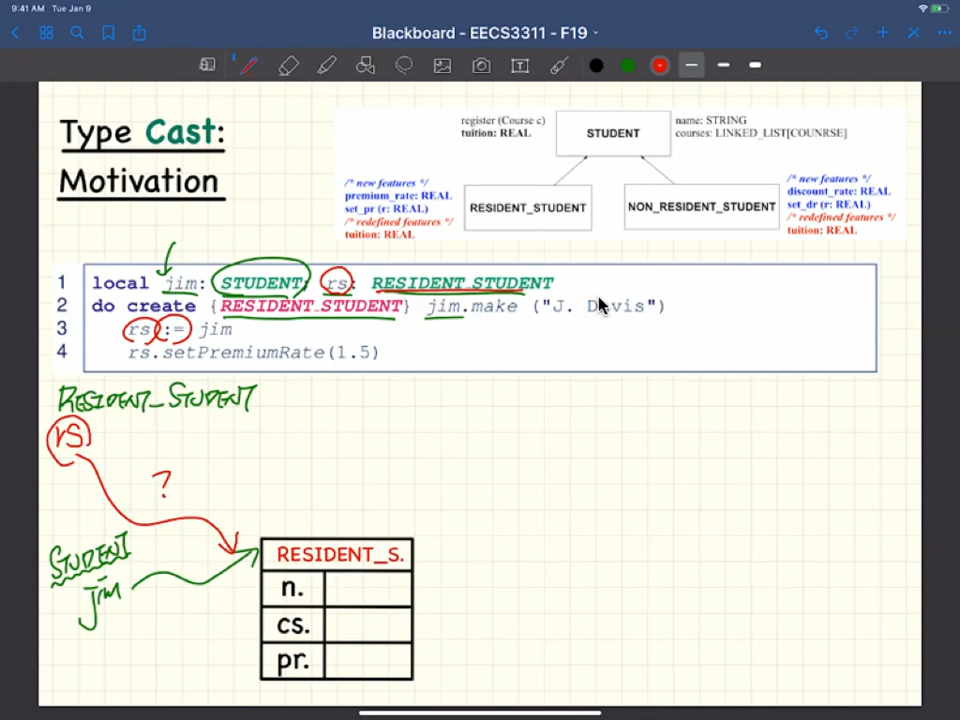 9:41 AM Tue Jan 9
Blackboard - EECS3311 - F19
Type Cast:
Motivation
register (Course c)
tuition: REAL
STUDENT
name: STRING
courses: LINKED_LIST[COUNRSE]
/* new features */
premium_rate: REAL
set_pr (r: REAL)
/* redefined features */
tuition: REAL
RESIDENT_STUDENT
NON_RESIDENT_STUDENT
/* new features */
discount_rate: REAL
set_dr (r: REAL)
/* redefined features */
tuition: REAL
1 local jim: STUDENT; rs: RESIDENT_STUDENT
2 do create {RESIDENT_STUDENT} jim.make ("J. Davis")
3 rs := jim
4 rs.setPremiumRate(1.5)
RESIDENT_STUDENT
rs
?
STUDENT
jim
RESIDENT_S.
n.
cs.
pr.